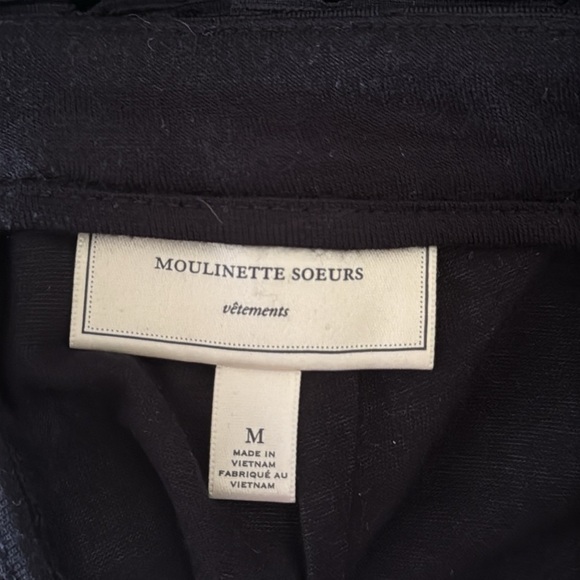 MOULINETTE SOEURS
vêtements
M
MADE IN
VIETNAM
FABRIQUÉ AU
VIETNAM